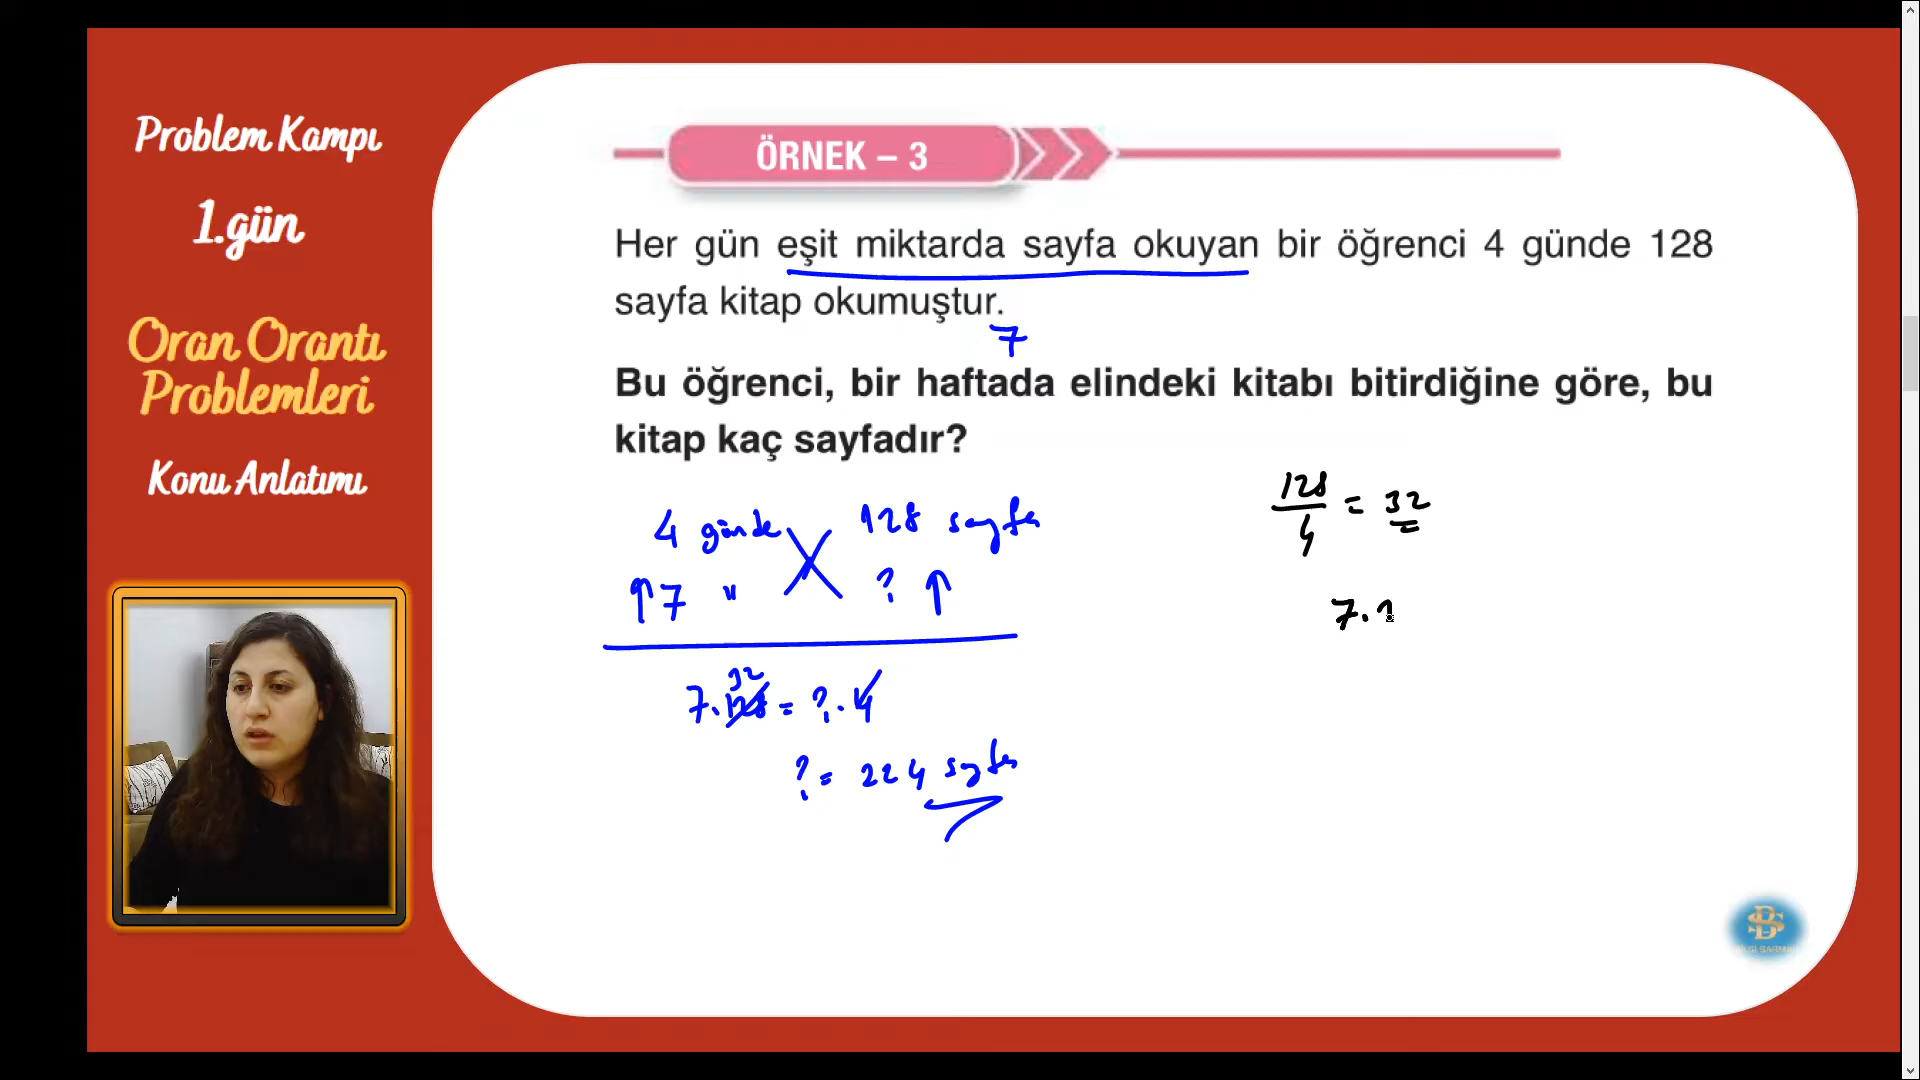 Problem Kampı
1.gün
Oran Orantı
Problemleri
Konu Anlatımı
ÖRNEK – 3
Her gün eşit miktarda sayfa okuyan bir öğrenci 4 günde 128
sayfa kitap okumuştur.
7
Bu öğrenci, bir haftada elindeki kitabı bitirdiğine göre, bu
kitap kaç sayfadır?
4 günde 128 sayfa
↑7 " ? ↑
32
7.128 = ?.4
? = 224 sayfa
128
4
= 32
7.